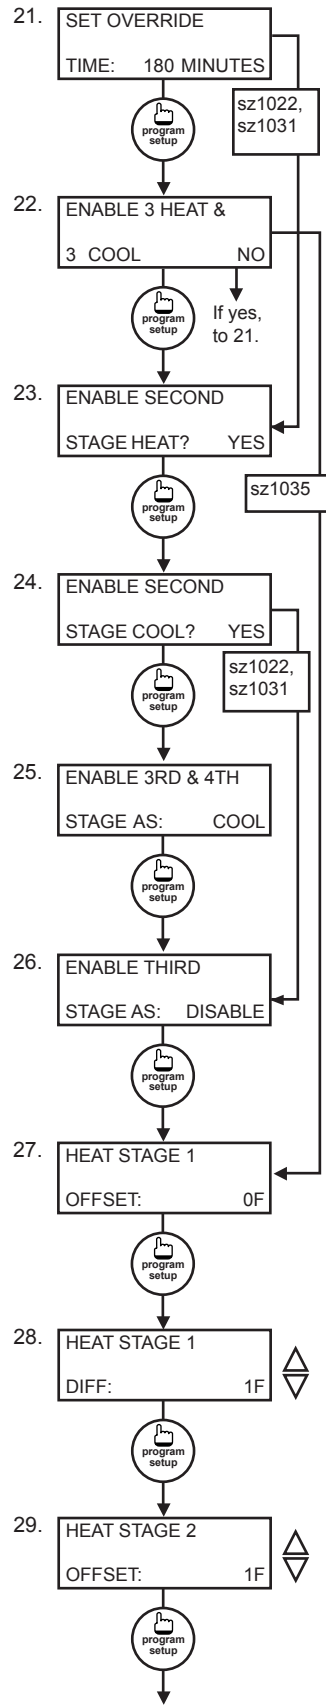 21.
SET OVERRIDE
TIME: 180 MINUTES
sz1022,
sz1031
program
setup
22.
ENABLE 3 HEAT &
3 COOL NO
program
setup
If yes,
to 21.
23.
ENABLE SECOND
STAGE HEAT? YES
program
setup
sz1035
24.
ENABLE SECOND
STAGE COOL? YES
program
setup
sz1022,
sz1031
25.
ENABLE 3RD & 4TH
STAGE AS: COOL
program
setup
26.
ENABLE THIRD
STAGE AS: DISABLE
program
setup
27.
HEAT STAGE 1
OFFSET: 0F
program
setup
28.
HEAT STAGE 1
DIFF: 1F
program
setup
29.
HEAT STAGE 2
OFFSET: 1F
program
setup